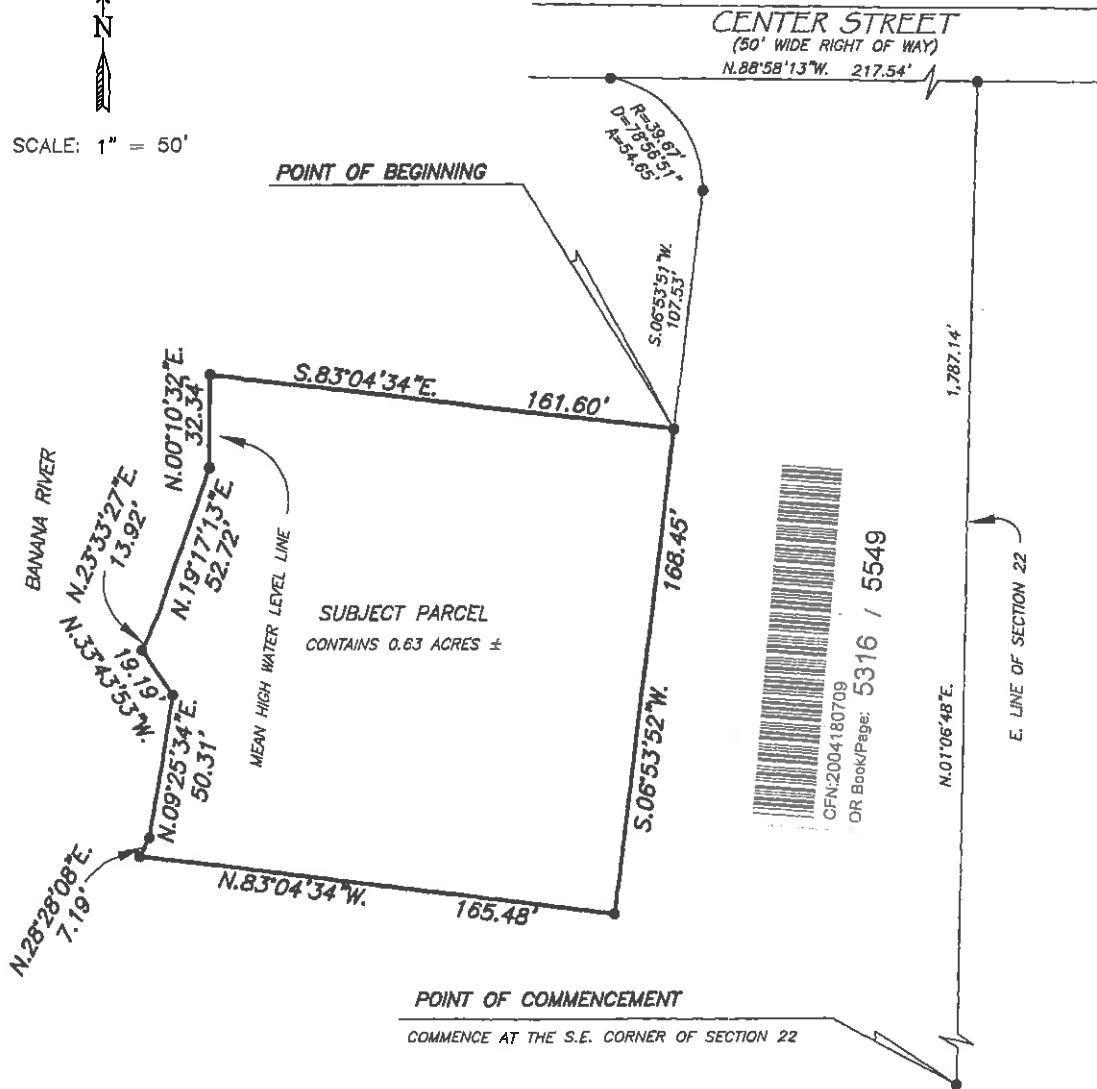 N
SCALE: 1" = 50'
CENTER STREET
(50' WIDE RIGHT OF WAY)
N.88°58'13"W. 217.54'
R=39.67'
D=78°56'51"
A=54.65'
POINT OF BEGINNING
S.06°53'51"W.
107.53'
1,787.14'
N.00°10'32"E.
32.34'
S.83°04'34"E. 161.60'
BANANA RIVER
N.23°33'27"E.
13.92'
N.19°17'13"E.
52.72'
MEAN HIGH WATER LEVEL LINE
168.45'
SUBJECT PARCEL
CONTAINS 0.63 ACRES ±
19.19'
N.33°43'53"W.
N.09°25'34"E.
50.31'
S.06°53'52"W.
CFN:2004180709
OR Book/Page: 5316 / 5549
E. LINE OF SECTION 22
N.01°06'48"E.
N.28°28'08"E.
7.19'
N.83°04'34"W. 165.48'
POINT OF COMMENCEMENT
COMMENCE AT THE S.E. CORNER OF SECTION 22